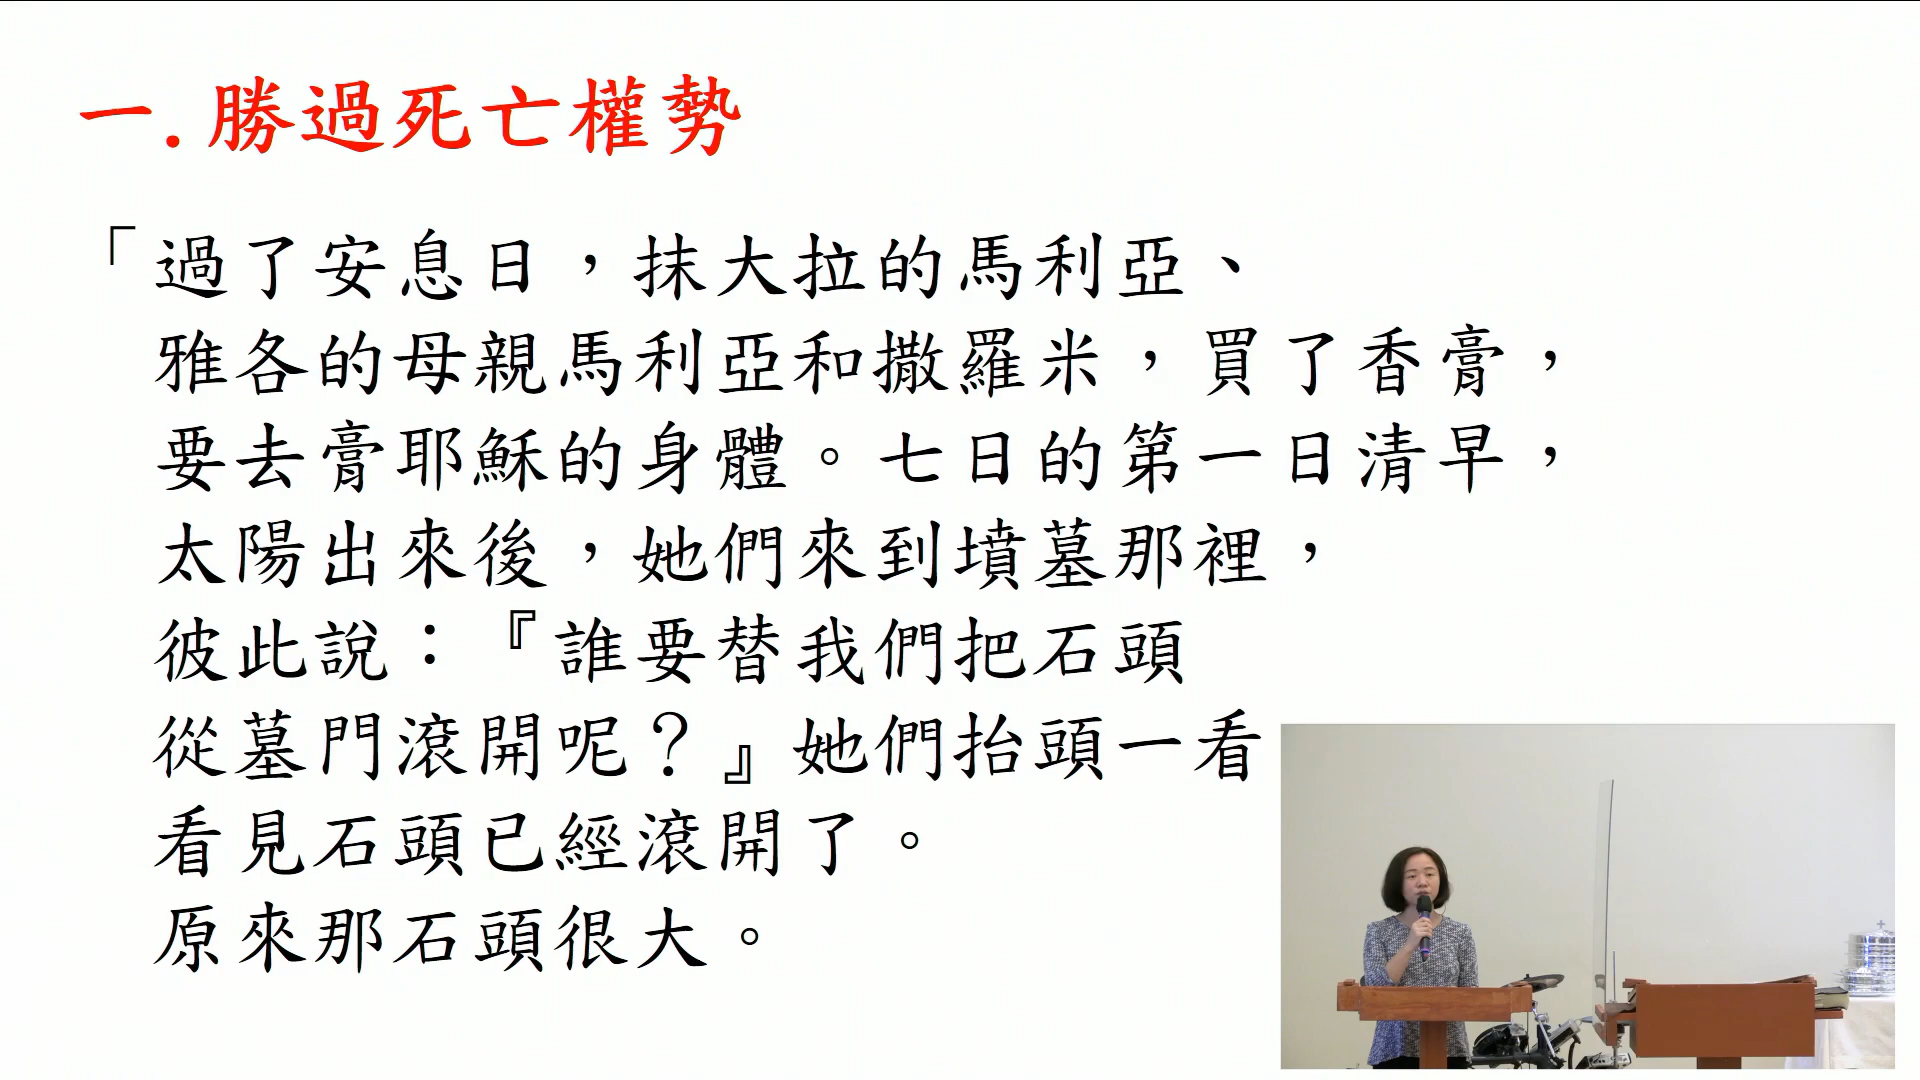 一.勝過死亡權勢
「過了安息日，抹大拉的馬利亞、
雅各的母親馬利亞和撒羅米，買了香膏，
要去膏耶穌的身體。七日的第一日清早，
太陽出來後，她們來到墳墓那裡，
彼此說：『誰要替我們把石頭
從墓門滾開呢？』她們抬頭一看
看見石頭已經滾開了。
原來那石頭很大。